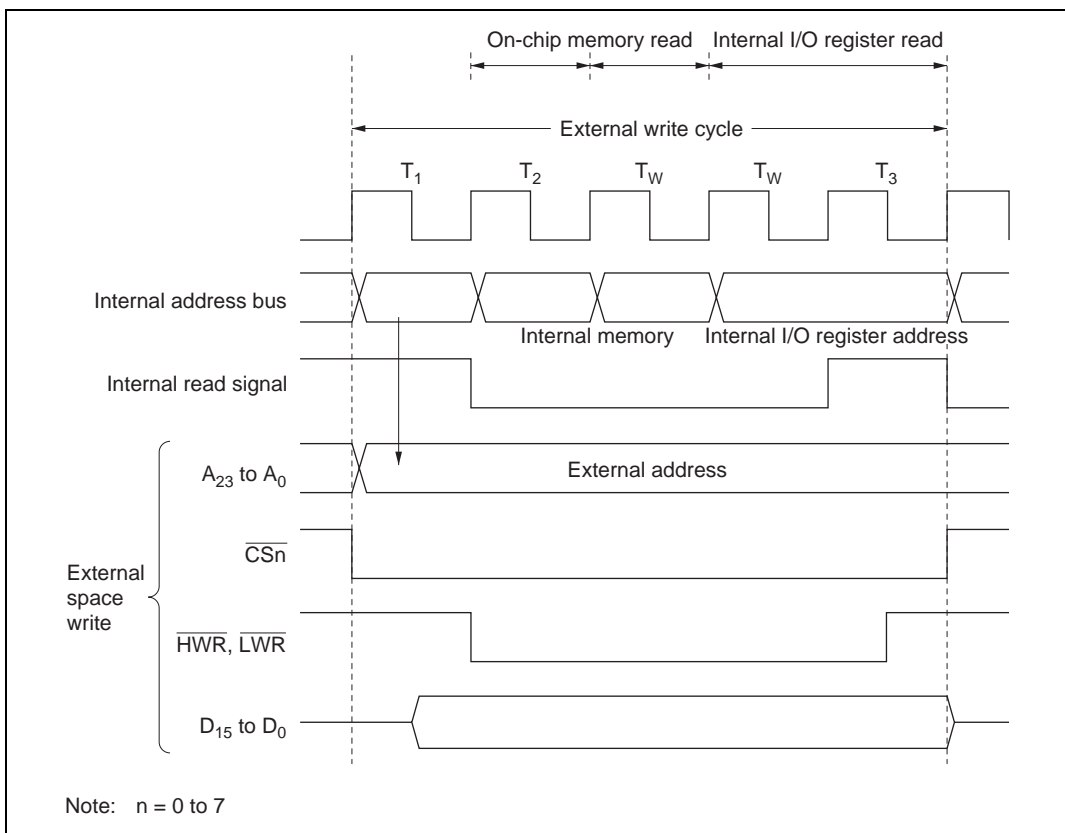 On-chip memory read Internal I/O register read
External write cycle
T1 T2 TW TW T3
Internal address bus
Internal memory Internal I/O register address
Internal read signal
A23 to A0 External address
CSn
External
space
write
HWR, LWR
D15 to D0
Note: n = 0 to 7